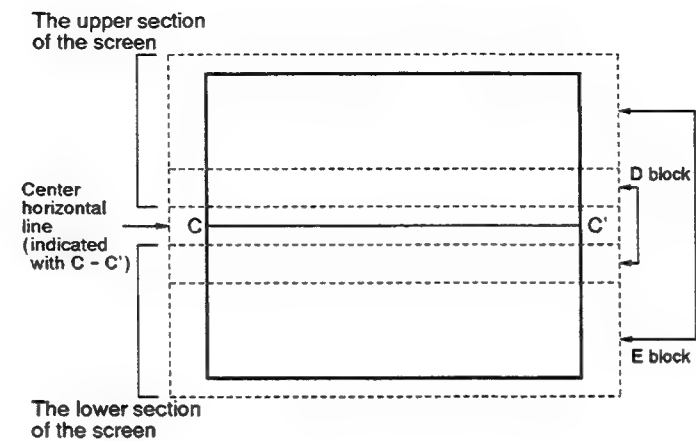 The upper section
of the screen
D block
Center
horizontal
line
(indicated
with C – C')
C
C'
E block
The lower section
of the screen